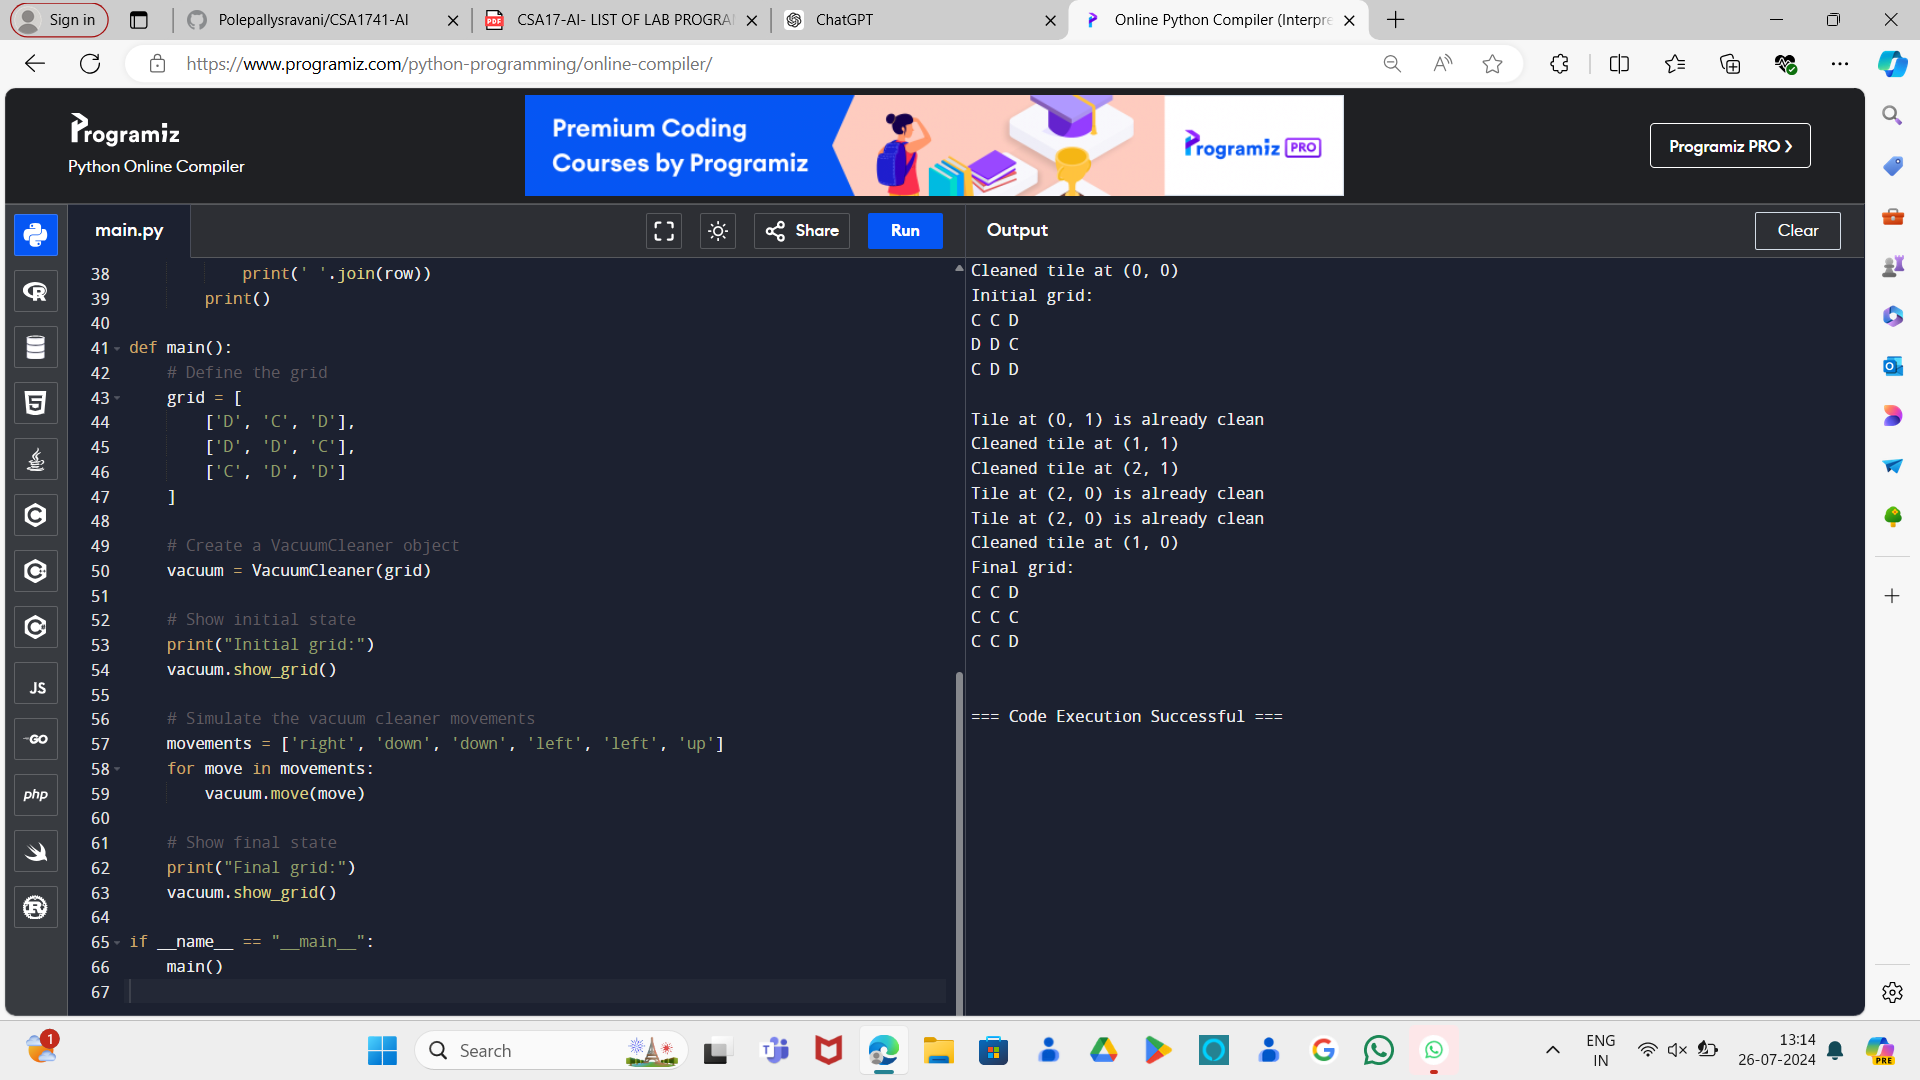 Sign in
Polepallysravani/CSA1741-AI
CSA17-AI- LIST OF LAB PROGRA
ChatGPT
Online Python Compiler (Interpre
https://www.programiz.com/python-programming/online-compiler/
Programiz
Python Online Compiler
Premium Coding
Courses by Programiz
Programiz PRO
Programiz PRO
main.py
Share
Run
Output
Clear
38 print(' '.join(row))
39 print()
40
41 def main():
42 # Define the grid
43 grid = [
44 ['D', 'C', 'D'],
45 ['D', 'D', 'C'],
46 ['C', 'D', 'D']
47 ]
48
49 # Create a VacuumCleaner object
50 vacuum = VacuumCleaner(grid)
51
52 # Show initial state
53 print("Initial grid:")
54 vacuum.show_grid()
55
56 # Simulate the vacuum cleaner movements
57 movements = ['right', 'down', 'down', 'left', 'left', 'up']
58 for move in movements:
59 vacuum.move(move)
60
61 # Show final state
62 print("Final grid:")
63 vacuum.show_grid()
64
65 if __name__ == "__main__":
66 main()
67
Cleaned tile at (0, 0)
Initial grid:
C C D
D D C
C D D
Tile at (0, 1) is already clean
Cleaned tile at (1, 1)
Cleaned tile at (2, 1)
Tile at (2, 0) is already clean
Tile at (2, 0) is already clean
Cleaned tile at (1, 0)
Final grid:
C C D
C C C
C C D
=== Code Execution Successful ===
JS
GO
php
1
Search
ENG
IN
13:14
26-07-2024
PRE